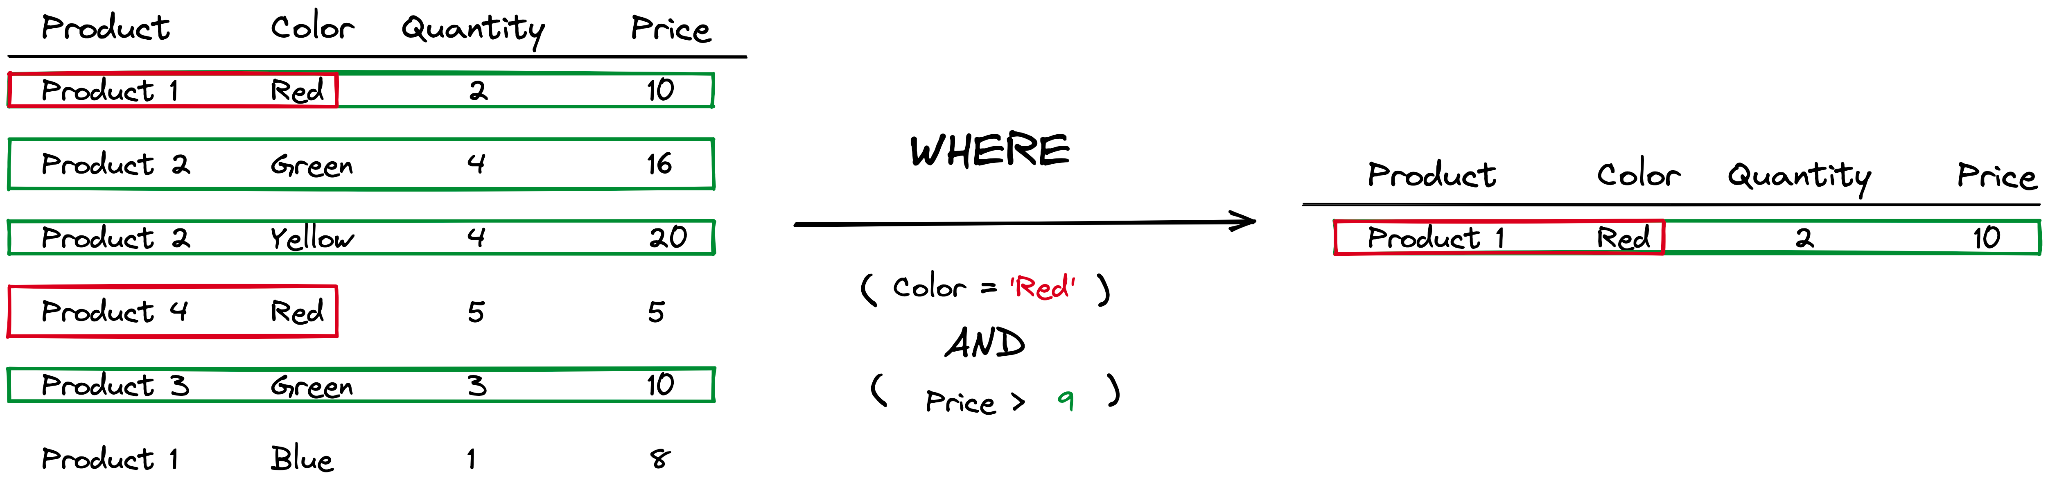 Product Color Quantity Price
Product 1 Red 2 10
Product 2 Green 4 16
Product 2 Yellow 4 20
Product 4 Red 5 5
Product 3 Green 3 10
Product 1 Blue 1 8
WHERE
( Color = 'Red' )
AND
( Price > 9 )
Product Color Quantity Price
Product 1 Red 2 10